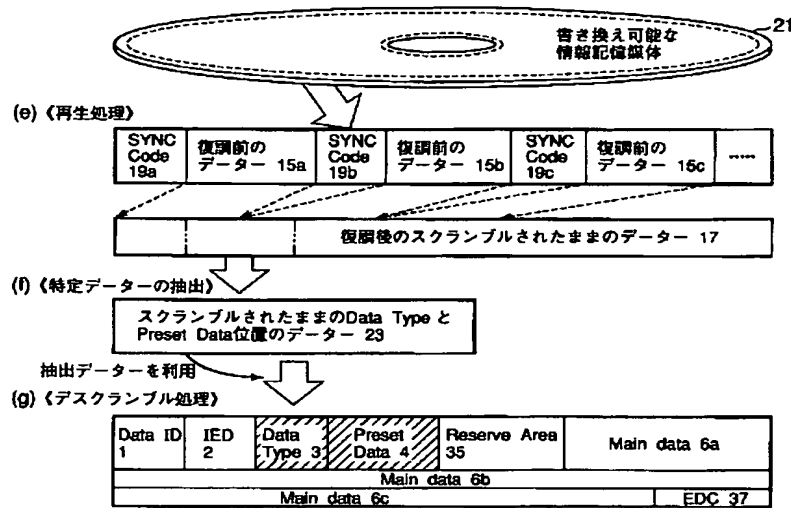 21
書き換え可能な
情報記憶媒体
(e)《再生処理》
SYNC
Code
19a
復調前の
データー 15a
SYNC
Code
19b
復調前の
データー 15b
SYNC
Code
19c
復調前の
データー 15c
.....
復調後のスクランブルされたままのデーター 17
(f)《特定データーの抽出》
スクランブルされたままのData Typeと
Preset Data位置のデーター 23
抽出データーを利用
(g)《デスクランブル処理》
Data ID
1
IED
2
Data
Type 3
Preset
Data 4
Reserve Area
35
Main data 6a
Main data 6b
Main data 6c
EDC 37